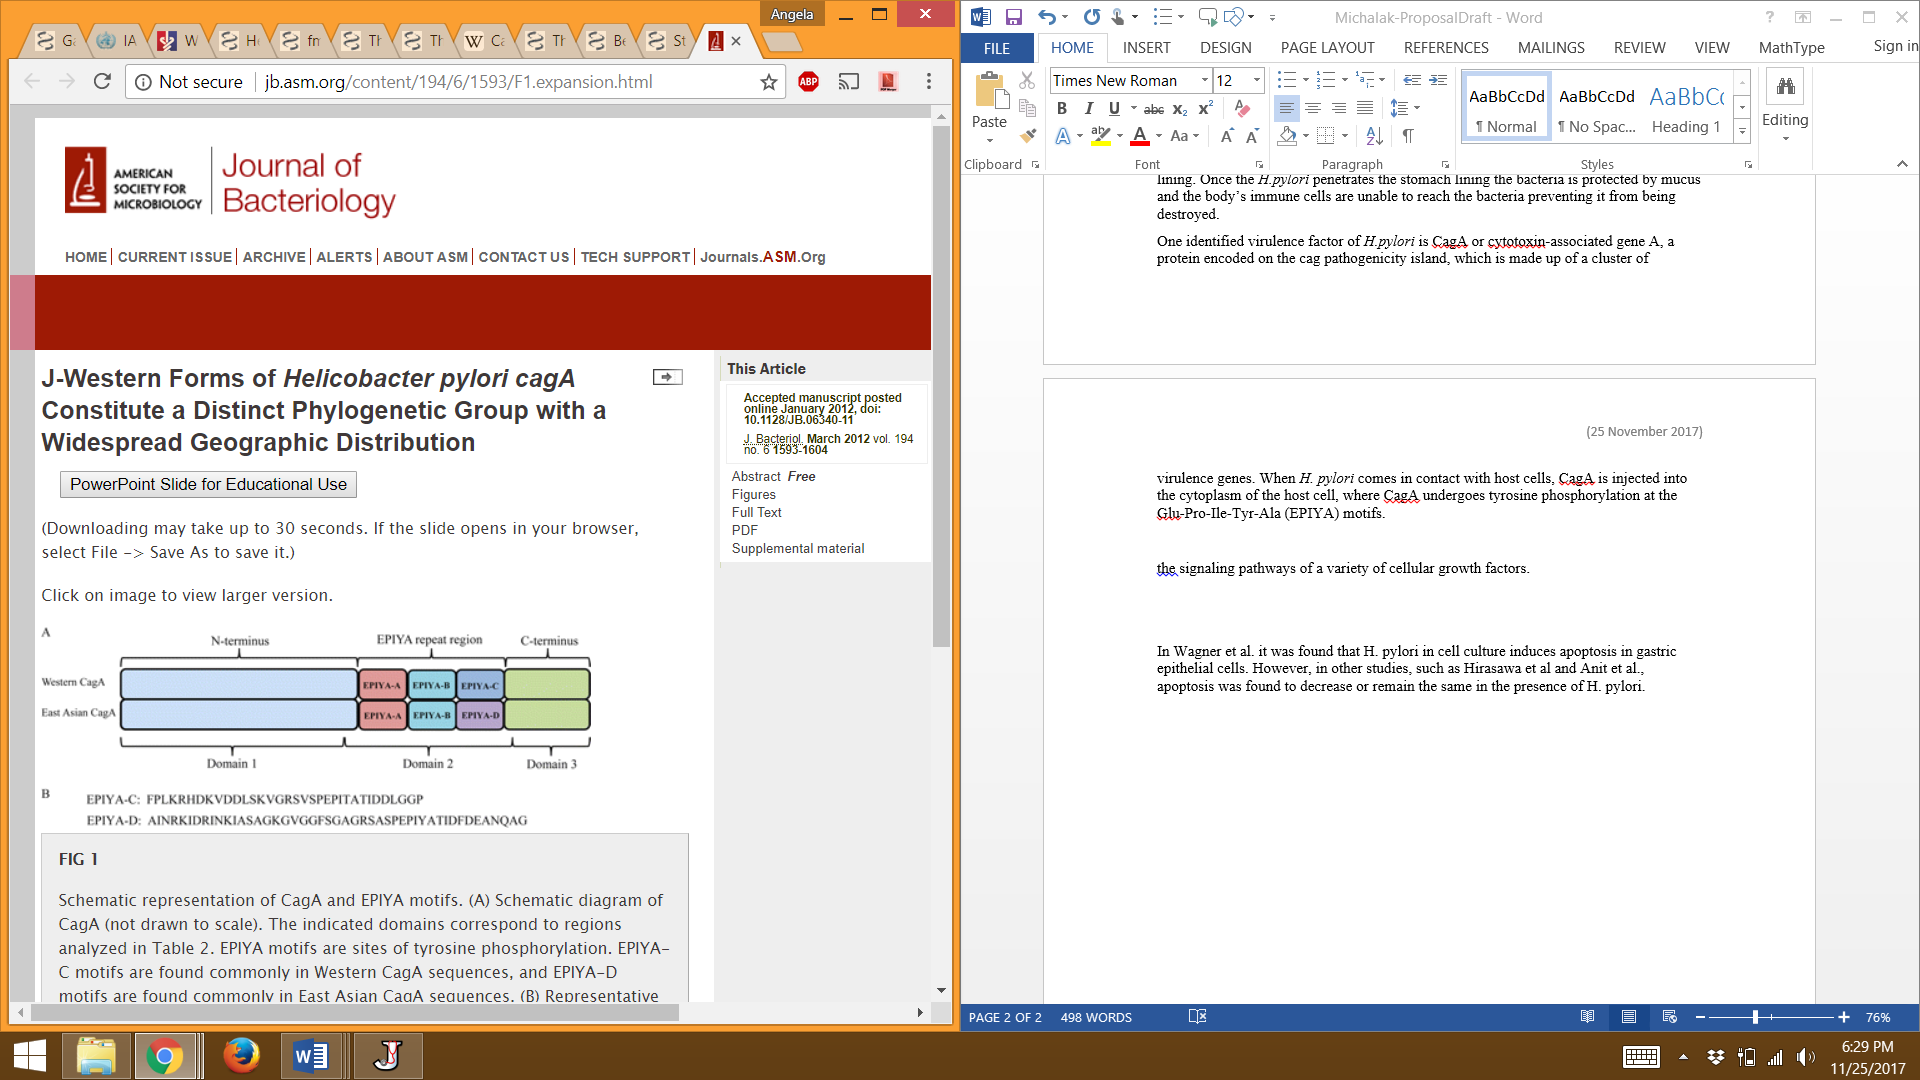 Angela
Ga
IA
W
He
fn
Th
Th
W Ca
Th
Be
St
Not secure jb.asm.org/content/194/6/1593/F1.expansion.html
ABP
AMERICAN
SOCIETY FOR
MICROBIOLOGY
Journal of
Bacteriology
HOME CURRENT ISSUE ARCHIVE ALERTS ABOUT ASM CONTACT US TECH SUPPORT Journals.ASM.Org
J-Western Forms of Helicobacter pylori cagA
Constitute a Distinct Phylogenetic Group with a
Widespread Geographic Distribution
PowerPoint Slide for Educational Use
(Downloading may take up to 30 seconds. If the slide opens in your browser,
select File -> Save As to save it.)
Click on image to view larger version.
A
N-terminus EPIYA repeat region C-terminus
Western CagA EPIYA-A EPIYA-B EPIYA-C
East Asian CagA EPIYA-A EPIYA-B EPIYA-D
Domain 1 Domain 2 Domain 3
B
EPIYA-C: FPLKRHDKVDDLSKVGRSVSPEPITATIDDLGGP
EPIYA-D: AINRKIDRINKIASAGKGVGGFSGAGRSASPEPIYATIDFDEANQAG
FIG 1
Schematic representation of CagA and EPIYA motifs. (A) Schematic diagram of
CagA (not drawn to scale). The indicated domains correspond to regions
analyzed in Table 2. EPIYA motifs are sites of tyrosine phosphorylation. EPIYA-
C motifs are found commonly in Western CagA sequences, and EPIYA-D
motifs are found commonly in East Asian CagA sequences. (B) Representative
This Article
Accepted manuscript posted
online January 2012, doi:
10.1128/JB.06340-11
J. Bacteriol. March 2012 vol. 194
no. 6 1593-1604
Abstract Free
Figures
Full Text
PDF
Supplemental material
Michalak-ProposalDraft - Word
FILE HOME INSERT DESIGN PAGE LAYOUT REFERENCES MAILINGS REVIEW VIEW MathType Sign in
Paste
Times New Roman 12
B I U abc X2 X2
A ab A Aa A A
AaBbCcDd AaBbCcDd AaBbCc
¶ Normal ¶ No Spac... Heading 1
Editing
Clipboard Font Paragraph Styles
lining. Once the H.pylori penetrates the stomach lining the bacteria is protected by mucus
and the body's immune cells are unable to reach the bacteria preventing it from being
destroyed.
One identified virulence factor of H.pylori is CagA or cytotoxin-associated gene A, a
protein encoded on the cag pathogenicity island, which is made up of a cluster of
(25 November 2017)
virulence genes. When H. pylori comes in contact with host cells, CagA is injected into
the cytoplasm of the host cell, where CagA undergoes tyrosine phosphorylation at the
Glu-Pro-Ile-Tyr-Ala (EPIYA) motifs.
the signaling pathways of a variety of cellular growth factors.
In Wagner et al. it was found that H. pylori in cell culture induces apoptosis in gastric
epithelial cells. However, in other studies, such as Hirasawa et al and Anit et al.,
apoptosis was found to decrease or remain the same in the presence of H. pylori.
PAGE 2 OF 2 498 WORDS 76%
6:29 PM
11/25/2017